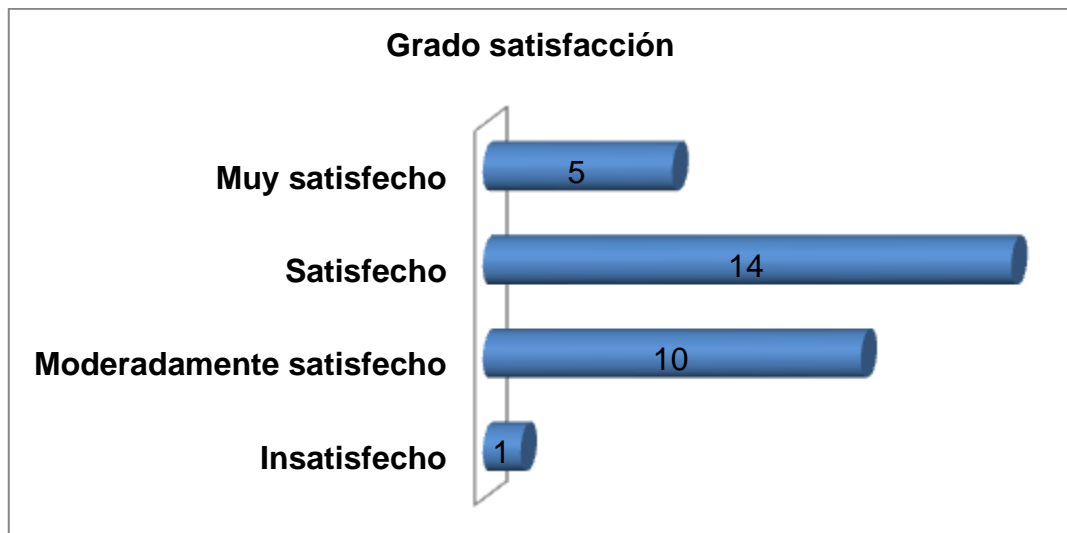 Grado satisfacción
Muy satisfecho 5
Satisfecho 14
Moderadamente satisfecho 10
Insatisfecho 1